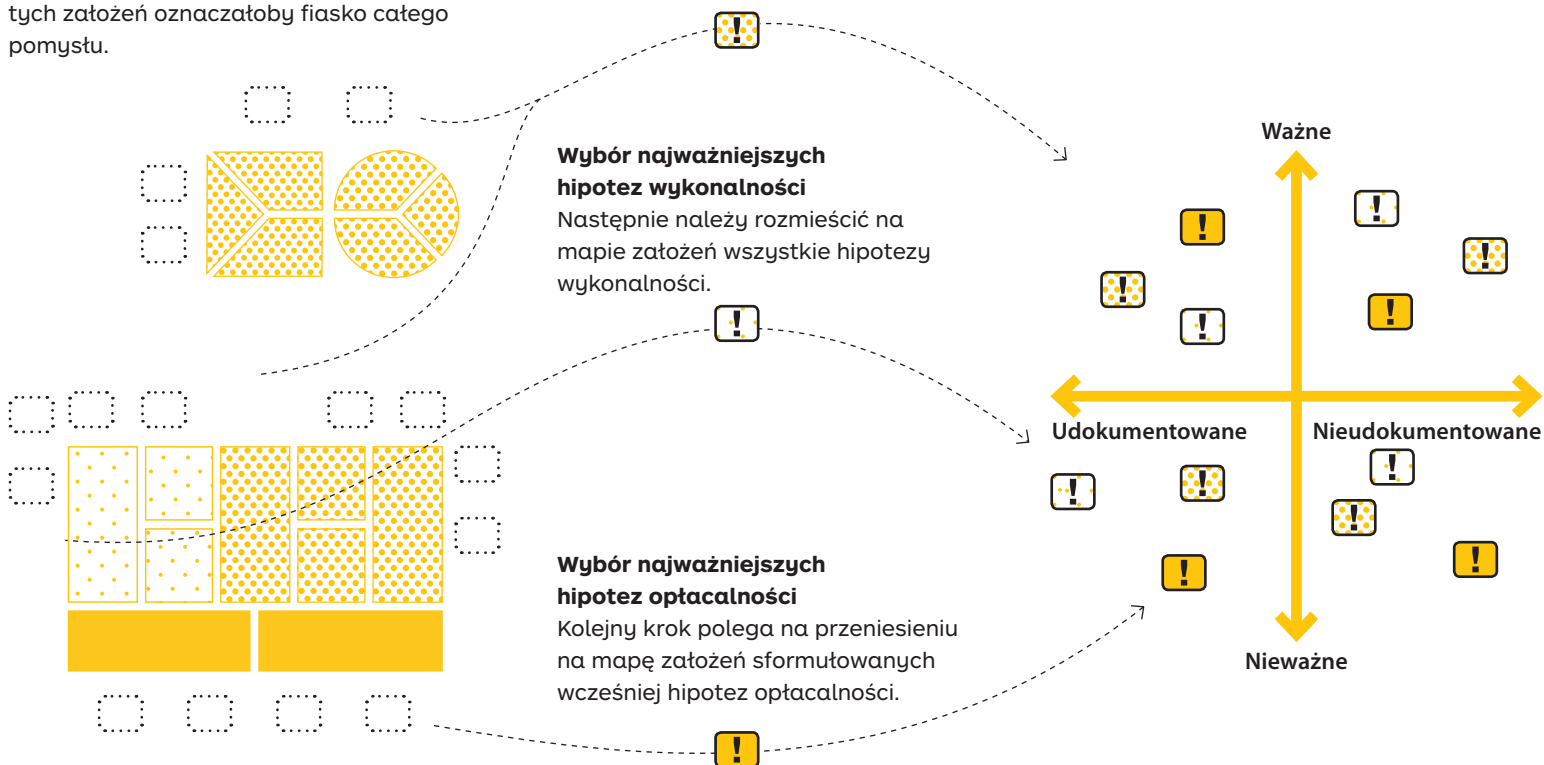 tych założeń oznaczałoby fiasko całego
pomysłu.
!
Wybór najważniejszych
hipotez wykonalności
Następnie należy rozmieścić na
mapie założeń wszystkie hipotezy
wykonalności.
!
Wybór najważniejszych
hipotez opłacalności
Kolejny krok polega na przeniesieniu
na mapę założeń sformułowanych
wcześniej hipotez opłacalności.
!
Ważne
!
!
!
!
!
!
!
Udokumentowane
Nieudokumentowane
!
!
!
!
!
!
Nieważne